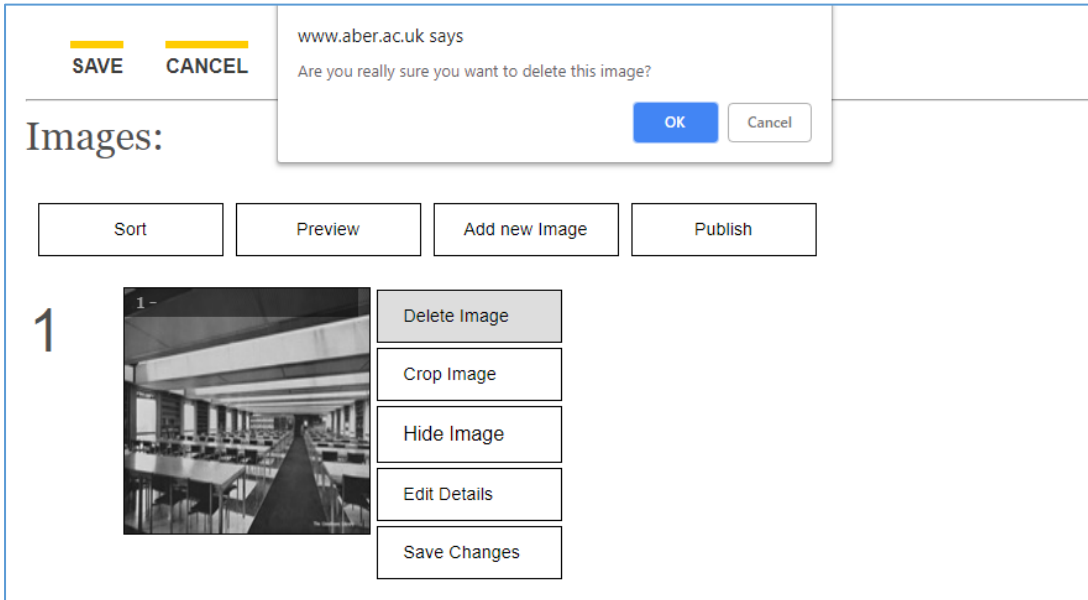 www.aber.ac.uk says
Are you really sure you want to delete this image?
OK Cancel
SAVE CANCEL
Images:
Sort Preview Add new Image Publish
1
1 -
Delete Image
Crop Image
Hide Image
Edit Details
Save Changes